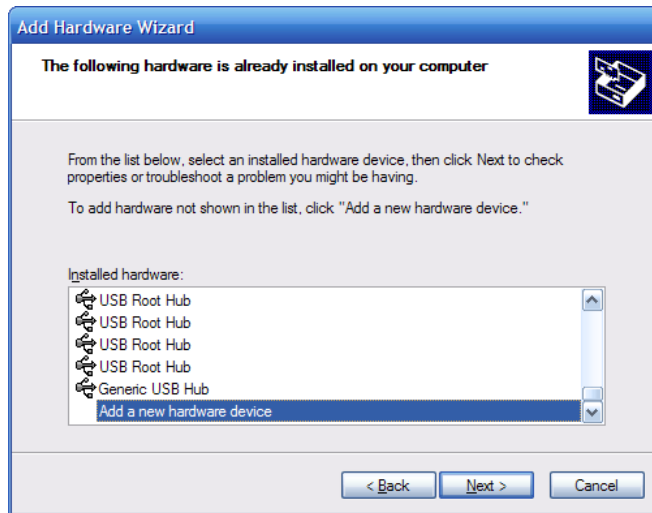 Add Hardware Wizard
The following hardware is already installed on your computer
From the list below, select an installed hardware device, then click Next to check
properties or troubleshoot a problem you might be having.
To add hardware not shown in the list, click "Add a new hardware device."
Installed hardware:
USB Root Hub
USB Root Hub
USB Root Hub
USB Root Hub
Generic USB Hub
Add a new hardware device
< Back Next > Cancel